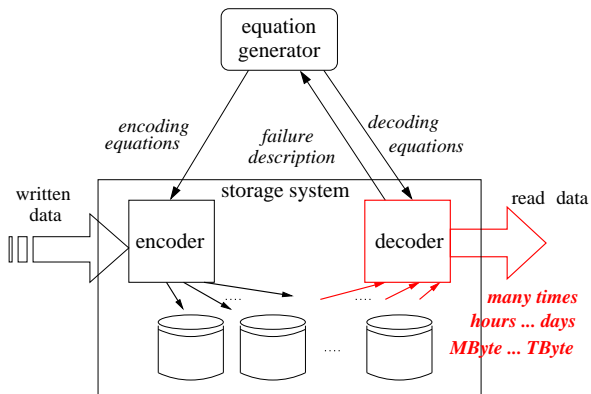 equation
generator
encoding
equations
failure
description
decoding
equations
written
data
storage system
read data
encoder
decoder
....
....
many times
hours ... days
MByte ... TByte
....